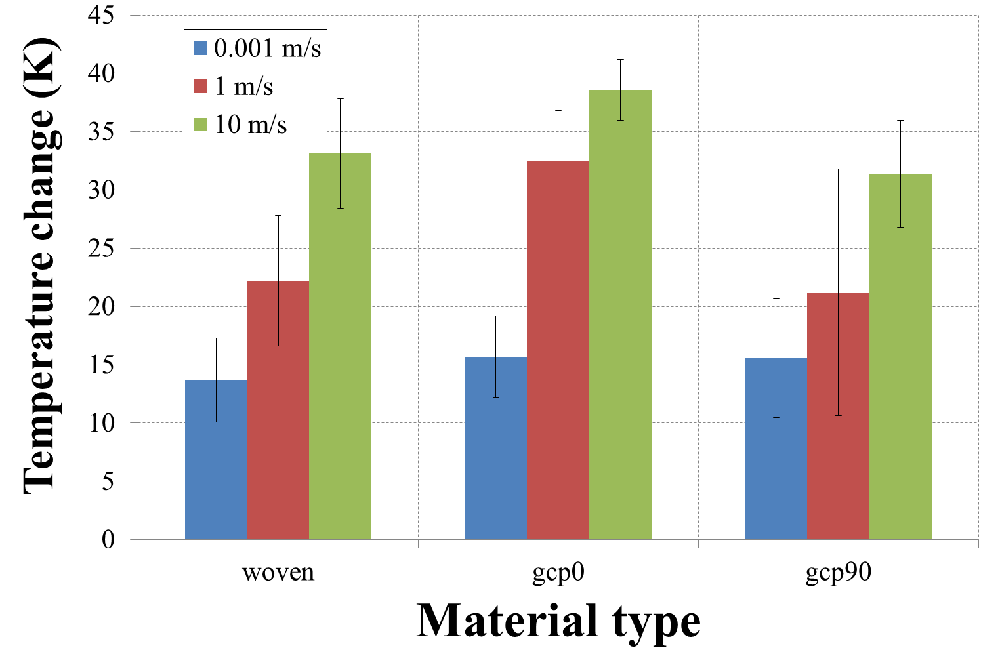 Temperature change (K)
45
40
35
30
25
20
15
10
5
0
0.001 m/s
1 m/s
10 m/s
woven
gcp0
gcp90
Material type